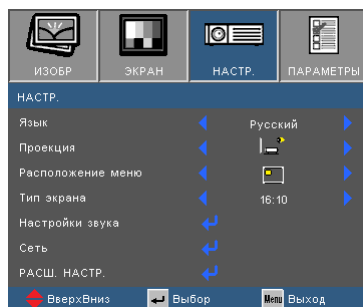 ИЗОБР ЭКРАН НАСТР. ПАРАМЕТРЫ
НАСТР.
Язык Русский
Проекция
Расположение меню
Тип экрана 16:10
Настройки звука
Сеть
РАСШ. НАСТР.
ВверхВниз Выбор Menu Выход